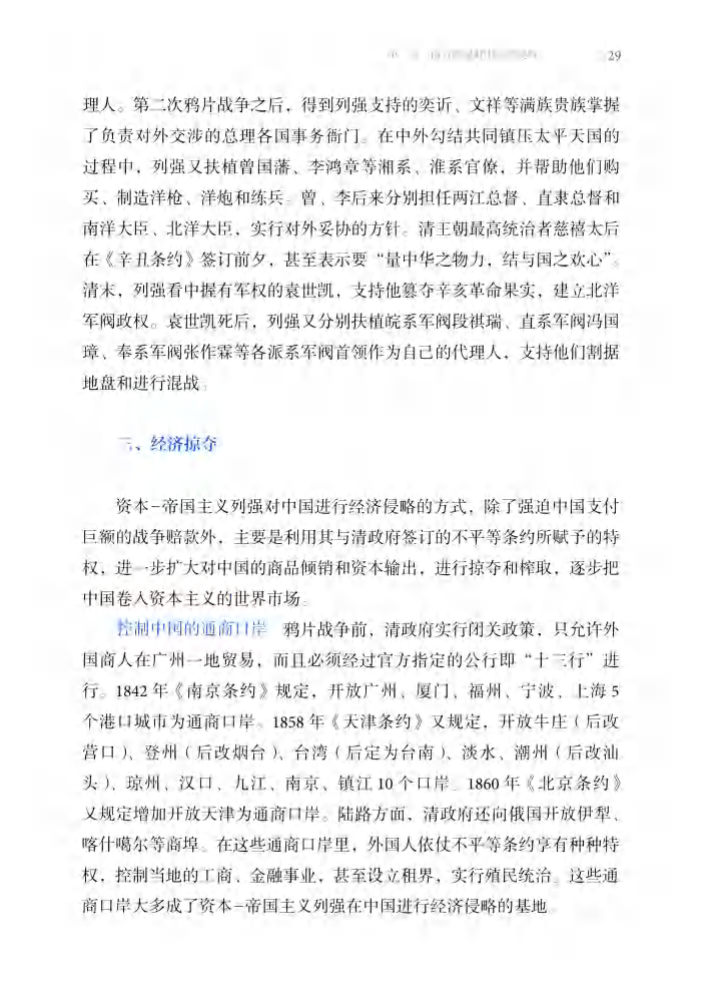 29
理人。第二次鸦片战争之后，得到列强支持的奕䜣、文祥等满族贵族掌握
了负责对外交涉的总理各国事务衙门。在中外勾结共同镇压太平天国的
过程中，列强又扶植曾国藩、李鸿章等湘系、淮系官僚，并帮助他们购
买、制造洋枪、洋炮和练兵。曾、李后来分别担任两江总督、直隶总督和
南洋大臣、北洋大臣，实行对外妥协的方针。清王朝最高统治者慈禧太后
在《辛丑条约》签订前夕，甚至表示要“量中华之物力，结与国之欢心”。
清末，列强看中握有军权的袁世凯，支持他篡夺辛亥革命果实，建立北洋
军阀政权。袁世凯死后，列强又分别扶植皖系军阀段祺瑞、直系军阀冯国
璋、奉系军阀张作霖等各派系军阀首领作为自己的代理人，支持他们割据
地盘和进行混战。
三、经济掠夺
资本-帝国主义列强对中国进行经济侵略的方式，除了强迫中国支付
巨额的战争赔款外，主要是利用其与清政府签订的不平等条约所赋予的特
权，进一步扩大对中国的商品倾销和资本输出，进行掠夺和榨取，逐步把
中国卷入资本主义的世界市场。
控制中国的通商口岸 鸦片战争前，清政府实行闭关政策，只允许外
国商人在广州一地贸易，而且必须经过官方指定的公行即“十三行”进
行。1842 年《南京条约》规定，开放广州、厦门、福州、宁波、上海 5
个港口城市为通商口岸。1858 年《天津条约》又规定，开放牛庄（后改
营口）、登州（后改烟台）、台湾（后定为台南）、淡水、潮州（后改汕
头）、琼州、汉口、九江、南京、镇江 10 个口岸。1860 年《北京条约》
又规定增加开放天津为通商口岸。陆路方面，清政府还向俄国开放伊犁、
喀什噶尔等商埠。在这些通商口岸里，外国人依仗不平等条约享有种种特
权，控制当地的工商、金融事业，甚至设立租界，实行殖民统治。这些通
商口岸大多成了资本-帝国主义列强在中国进行经济侵略的基地。